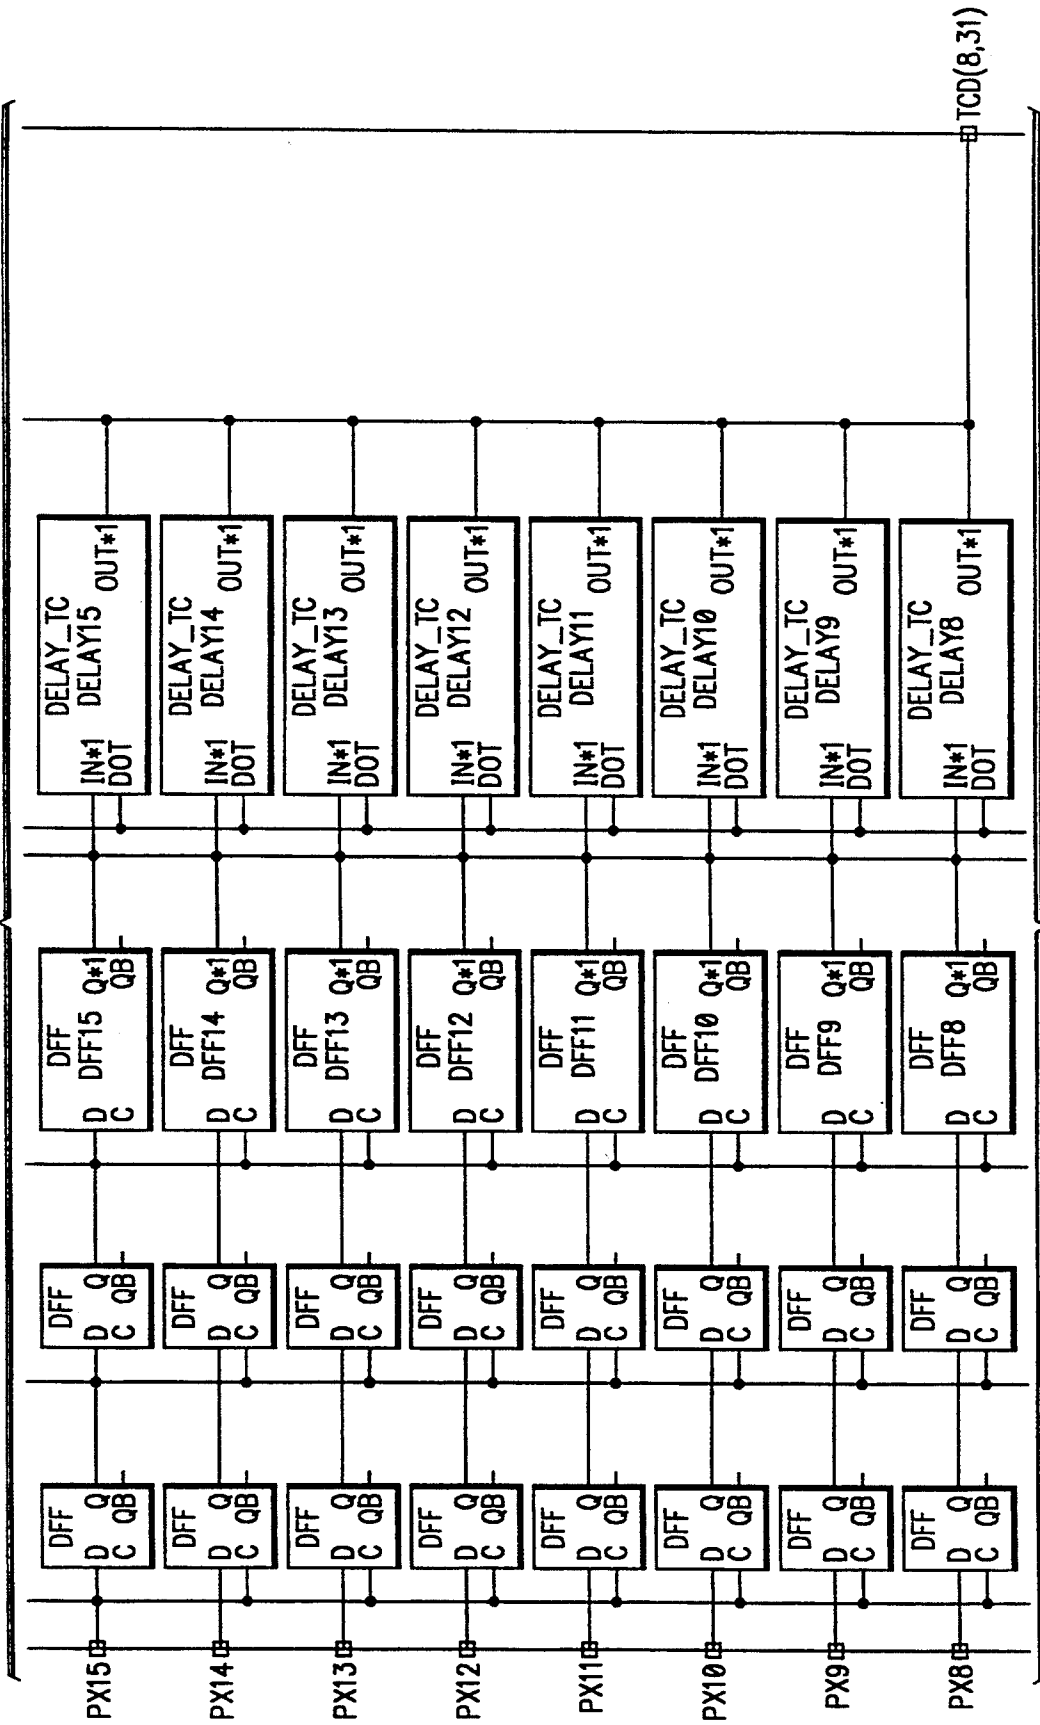 DFF DFF DFF DELAY_TC
DFF15 DELAY15
PX15 D Q D Q D Q*1 IN*1 OUT*1
C QB C QB C QB DOT
DFF DFF DFF DELAY_TC
DFF14 DELAY14
PX14 D Q D Q D Q*1 IN*1 OUT*1
C QB C QB C QB DOT
DFF DFF DFF DELAY_TC
DFF13 DELAY13
PX13 D Q D Q D Q*1 IN*1 OUT*1
C QB C QB C QB DOT
DFF DFF DFF DELAY_TC
DFF12 DELAY12
PX12 D Q D Q D Q*1 IN*1 OUT*1
C QB C QB C QB DOT
DFF DFF DFF DELAY_TC
DFF11 DELAY11
PX11 D Q D Q D Q*1 IN*1 OUT*1
C QB C QB C QB DOT
DFF DFF DFF DELAY_TC
DFF10 DELAY10
PX10 D Q D Q D Q*1 IN*1 OUT*1
C QB C QB C QB DOT
DFF DFF DFF DELAY_TC
DFF9 DELAY9
PX9 D Q D Q D Q*1 IN*1 OUT*1
C QB C QB C QB DOT
DFF DFF DFF DELAY_TC
DFF8 DELAY8
PX8 D Q D Q D Q*1 IN*1 OUT*1 TCD(8,31)
C QB C QB C QB DOT